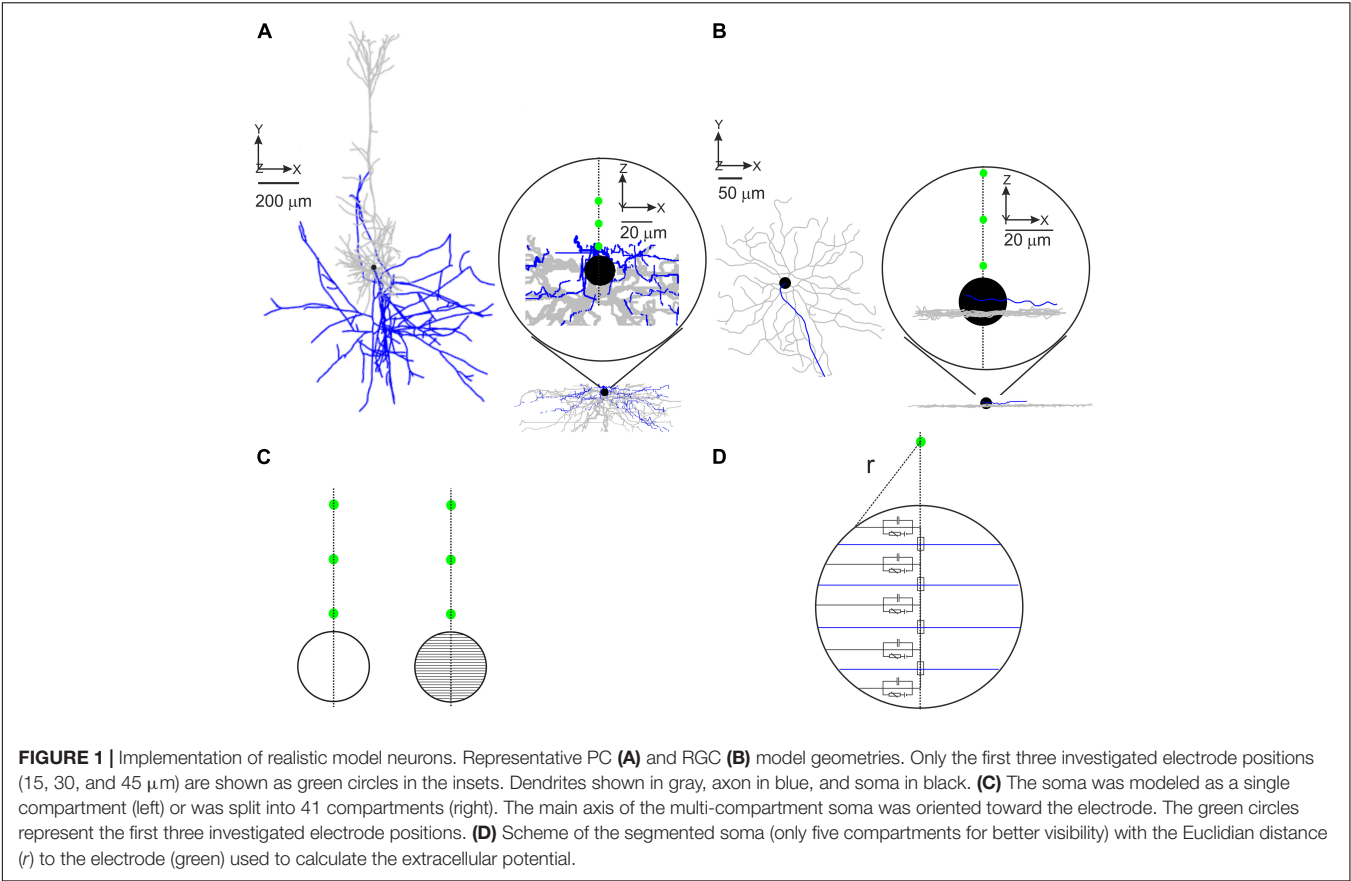 A
B
Y
Z
X
200 μm
Z
Y
X
20 μm
Y
Z
X
50 μm
Z
Y
X
20 μm
C
D
r
FIGURE 1 | Implementation of realistic model neurons. Representative PC (A) and RGC (B) model geometries. Only the first three investigated electrode positions
(15, 30, and 45 μm) are shown as green circles in the insets. Dendrites shown in gray, axon in blue, and soma in black. (C) The soma was modeled as a single
compartment (left) or was split into 41 compartments (right). The main axis of the multi-compartment soma was oriented toward the electrode. The green circles
represent the first three investigated electrode positions. (D) Scheme of the segmented soma (only five compartments for better visibility) with the Euclidian distance
(r) to the electrode (green) used to calculate the extracellular potential.